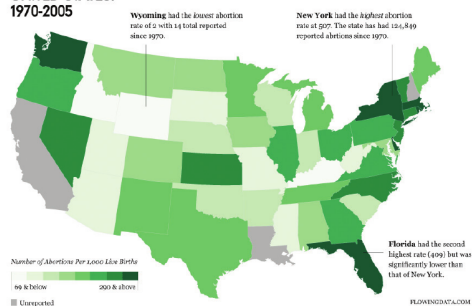 1970-2005
Wyoming had the lowest abortion
rate of 2 with 14 total reported
since 1970.
New York had the highest abortion
rate at 507. The state has had 124,849
reported abrtions since 1970.
Florida had the second
highest rate (409) but was
significantly lower than
that of New York.
Number of Abortions Per 1,000 Live Births
69 & below
290 & above
Unreported
FLOWINGDATA.COM